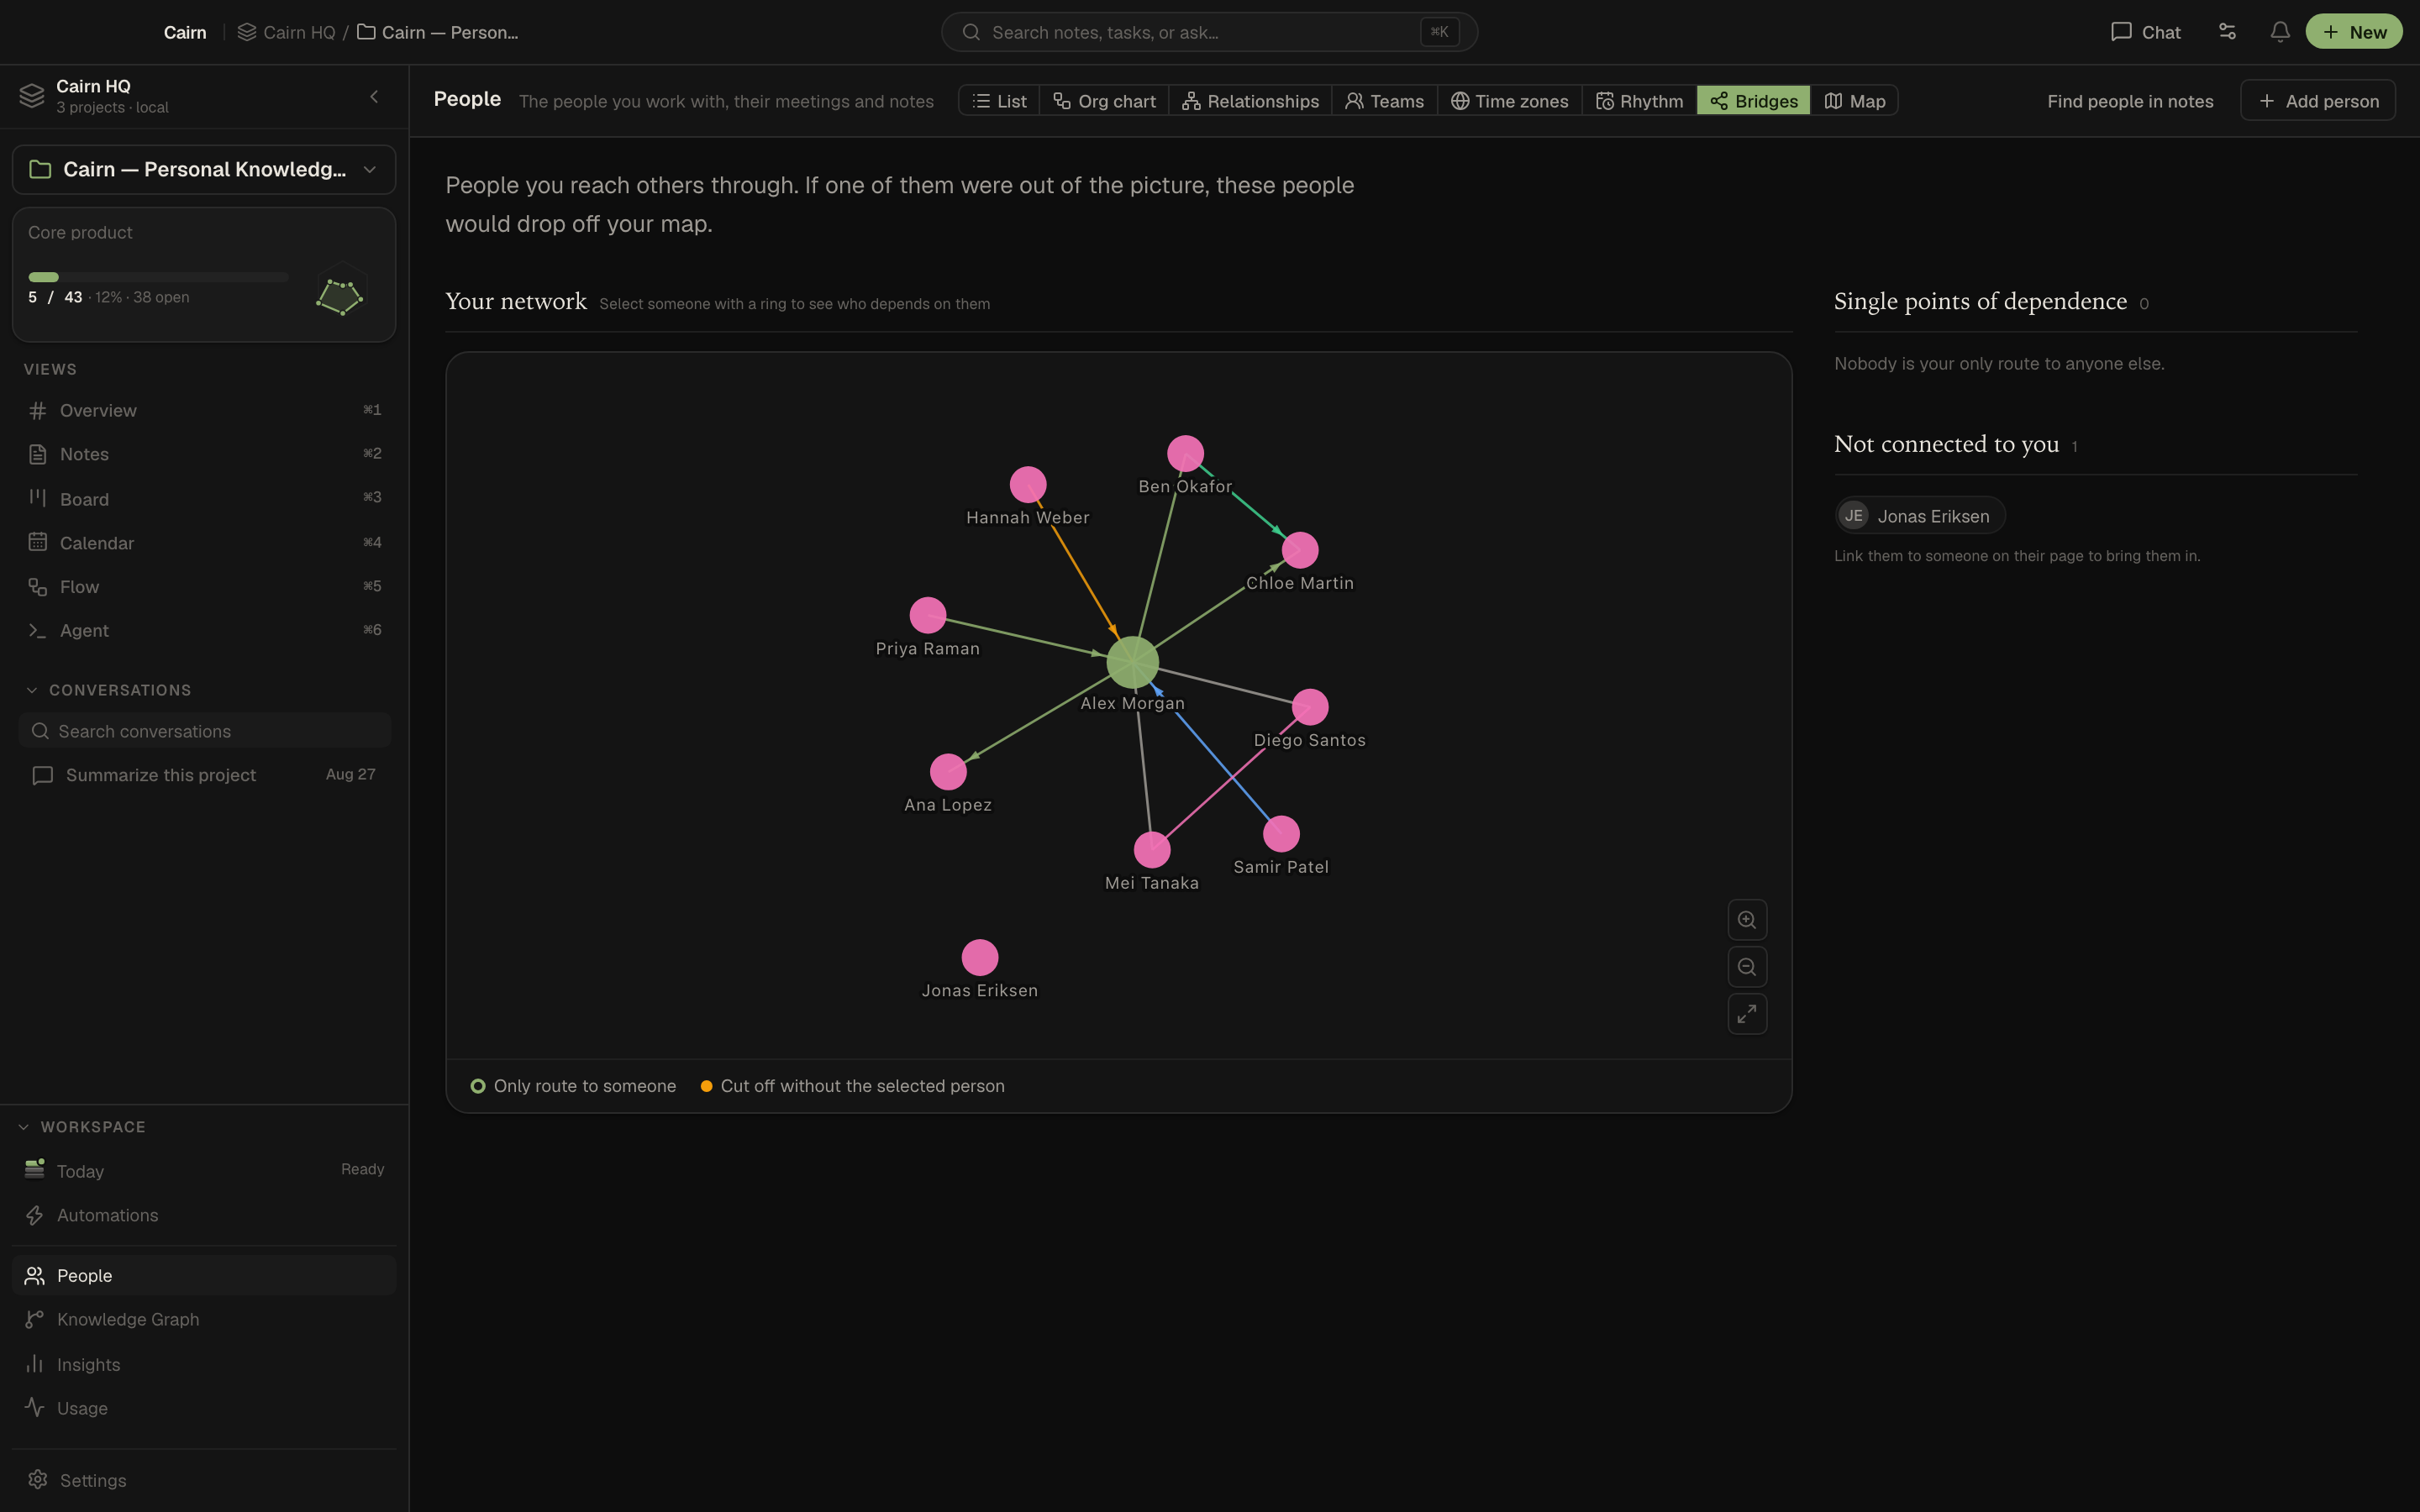 Cairn
Cairn HQ / Cairn — Person...
Search notes, tasks, or ask... ⌘K
Chat
New
Cairn HQ
3 projects · local
Cairn — Personal Knowledg...
Core product
5 / 43 · 12% · 38 open
VIEWS
Overview ⌘1
Notes ⌘2
Board ⌘3
Calendar ⌘4
Flow ⌘5
Agent ⌘6
CONVERSATIONS
Search conversations
Summarize this project Aug 27
WORKSPACE
Today Ready
Automations
People
Knowledge Graph
Insights
Usage
Settings
People The people you work with, their meetings and notes
List Org chart Relationships Teams Time zones Rhythm Bridges Map
Find people in notes
Add person
People you reach others through. If one of them were out of the picture, these people
would drop off your map.
Your network Select someone with a ring to see who depends on them
Ben Okafor
Hannah Weber
Chloe Martin
Priya Raman
Alex Morgan
Diego Santos
Ana Lopez
Samir Patel
Mei Tanaka
Jonas Eriksen
Only route to someone Cut off without the selected person
Single points of dependence 0
Nobody is your only route to anyone else.
Not connected to you 1
JE Jonas Eriksen
Link them to someone on their page to bring them in.